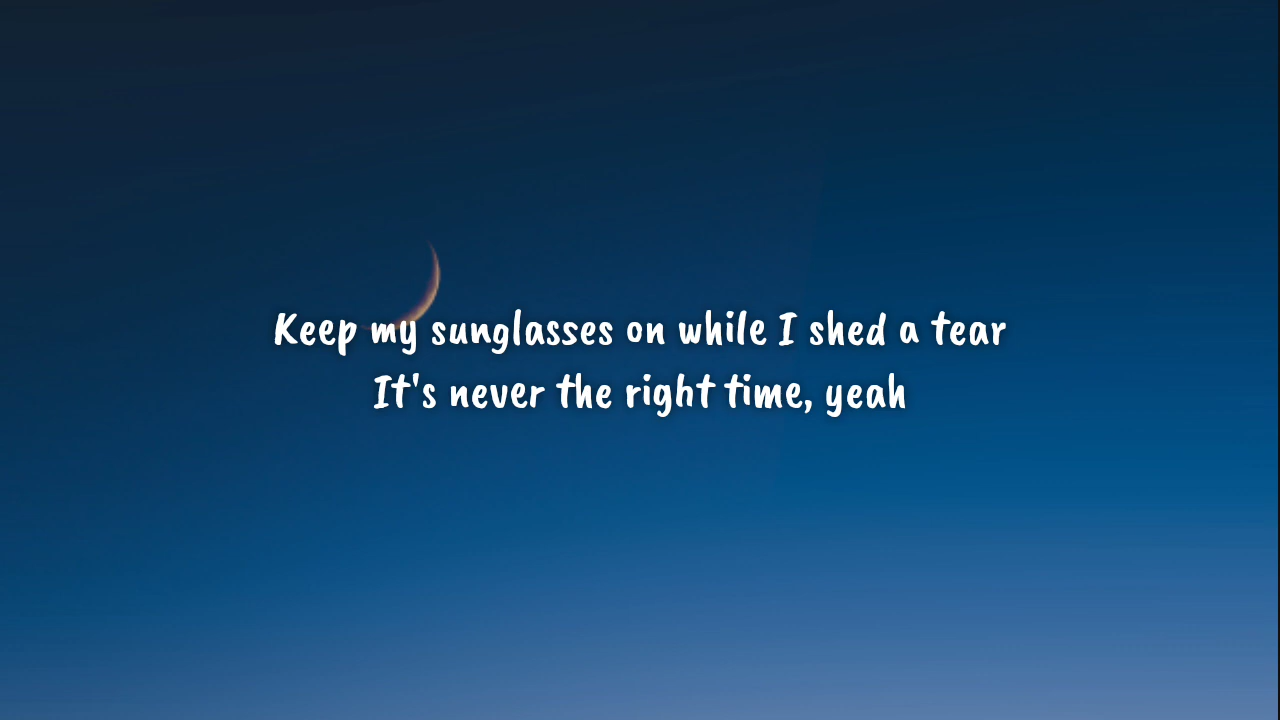 Keep my sunglasses on while I shed a tear
It's never the right time, yeah